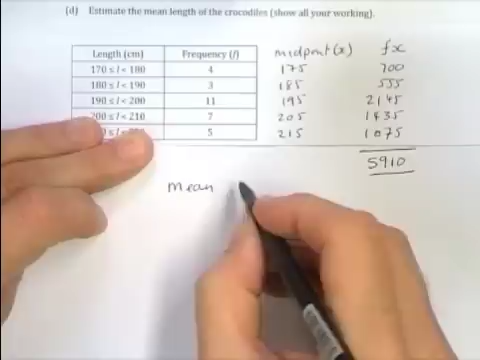 (d) Estimate the mean length of the crocodiles (show all your working).
Length (cm) Frequency (f) midpoint (x) fx
170 ≤ l < 180 4 175 700
180 ≤ l < 190 3 185 555
190 ≤ l < 200 11 195 2145
200 ≤ l < 210 7 205 1435
5 215 1075
5910
mean